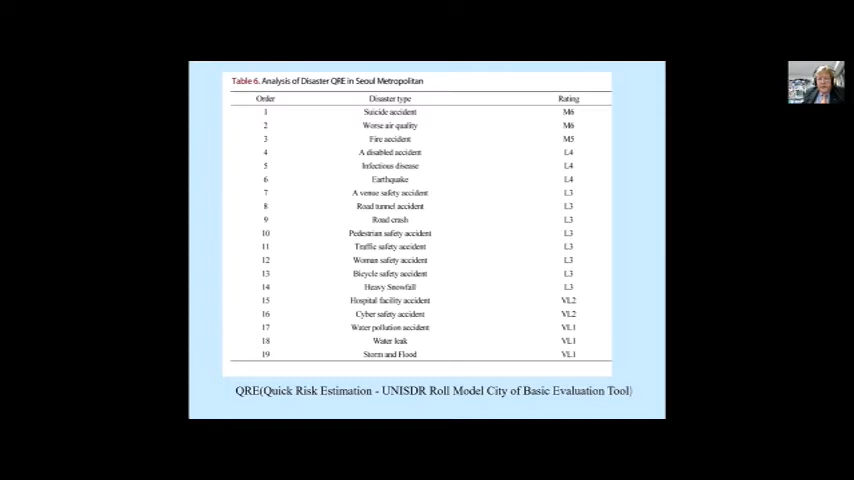 Table 6. Analysis of Disaster QRE in Seoul Metropolitan
Order Disaster type Rating
1 Suicide accident M6
2 Worse air quality M6
3 Fire accident M5
4 A disabled accident L4
5 Infectious disease L4
6 Earthquake L4
7 A venue safety accident L3
8 Road tunnel accident L3
9 Road crash L3
10 Pedestrian safety accident L3
11 Traffic safety accident L3
12 Woman safety accident L3
13 Bicycle safety accident L3
14 Heavy Snowfall L3
15 Hospital facility accident VL2
16 Cyber safety accident VL2
17 Water pollution accident VL1
18 Water leak VL1
19 Storm and Flood VL1
QRE(Quick Risk Estimation - UNISDR Roll Model City of Basic Evaluation Tool)